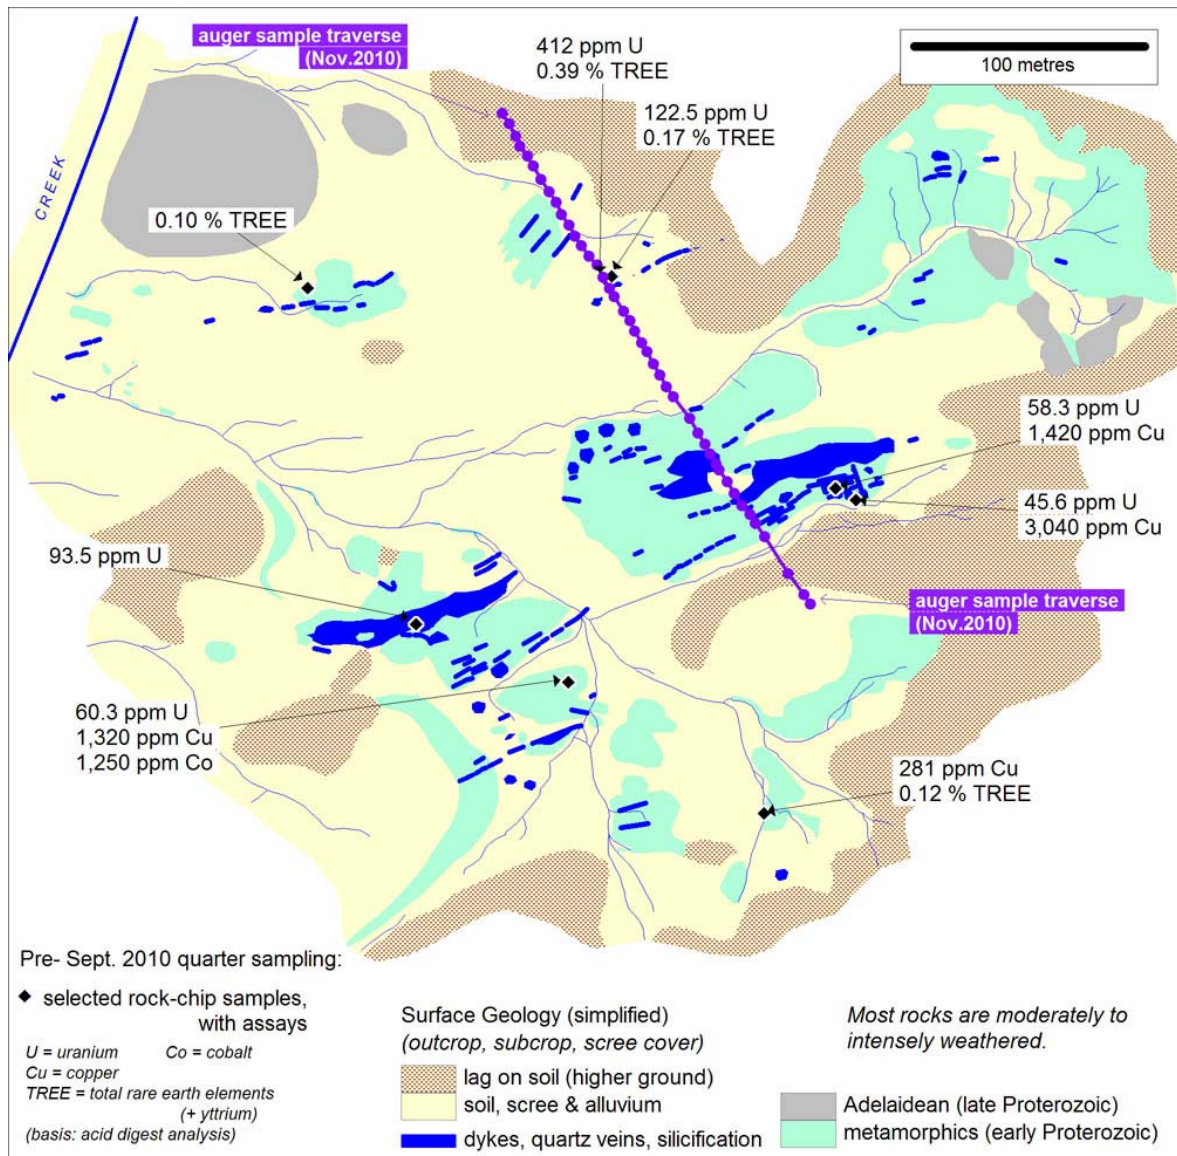 auger sample traverse
(Nov.2010)
412 ppm U
0.39 % TREE
100 metres
122.5 ppm U
0.17 % TREE
CREEK
0.10 % TREE
58.3 ppm U
1,420 ppm Cu
45.6 ppm U
3,040 ppm Cu
93.5 ppm U
auger sample traverse
(Nov.2010)
60.3 ppm U
1,320 ppm Cu
1,250 ppm Co
281 ppm Cu
0.12 % TREE
Pre- Sept. 2010 quarter sampling:
selected rock-chip samples,
with assays
U = uranium Co = cobalt
Cu = copper
TREE = total rare earth elements
(+ yttrium)
(basis: acid digest analysis)
Surface Geology (simplified)
(outcrop, subcrop, scree cover)
lag on soil (higher ground)
soil, scree & alluvium
dykes, quartz veins, silicification
Most rocks are moderately to
intensely weathered.
Adelaidean (late Proterozoic)
metamorphics (early Proterozoic)